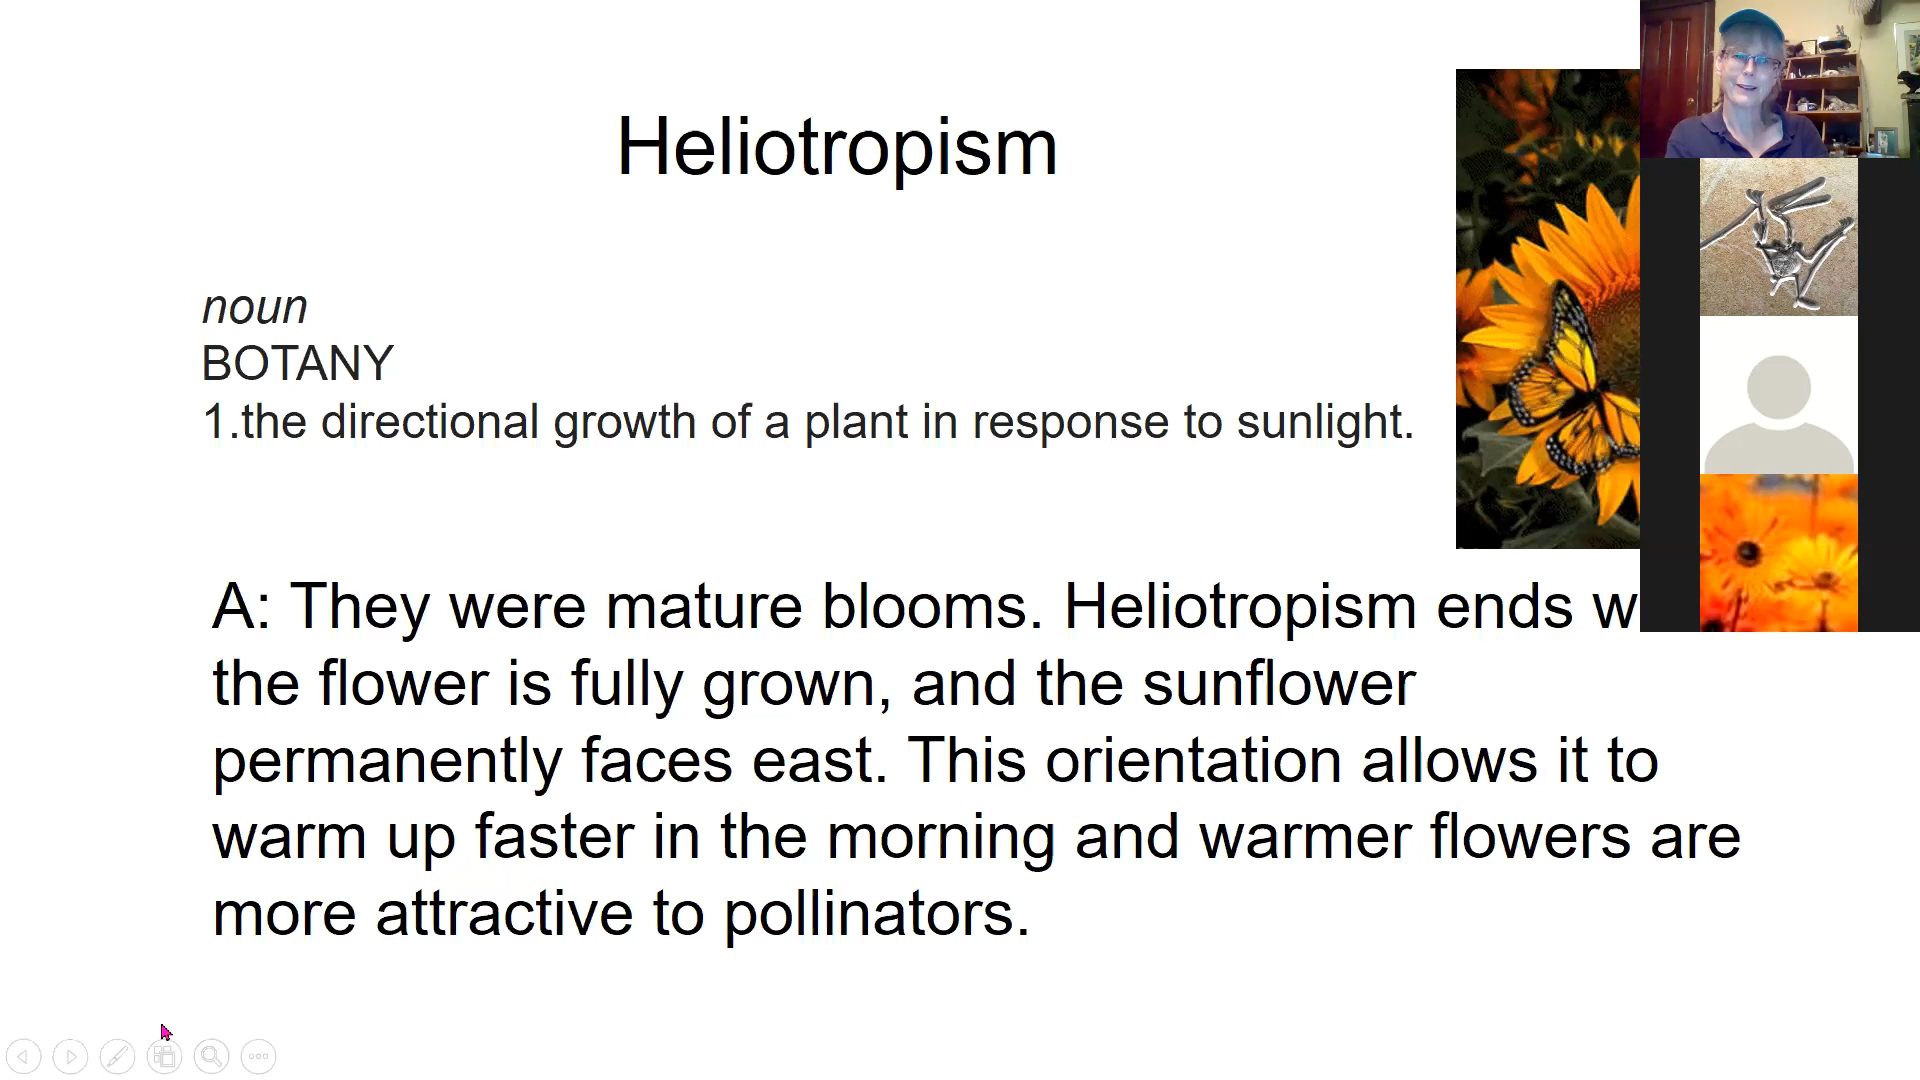 Heliotropism
noun
BOTANY
1.the directional growth of a plant in response to sunlight.
A: They were mature blooms. Heliotropism ends
the flower is fully grown, and the sunflower
permanently faces east. This orientation allows it to
warm up faster in the morning and warmer flowers are
more attractive to pollinators.